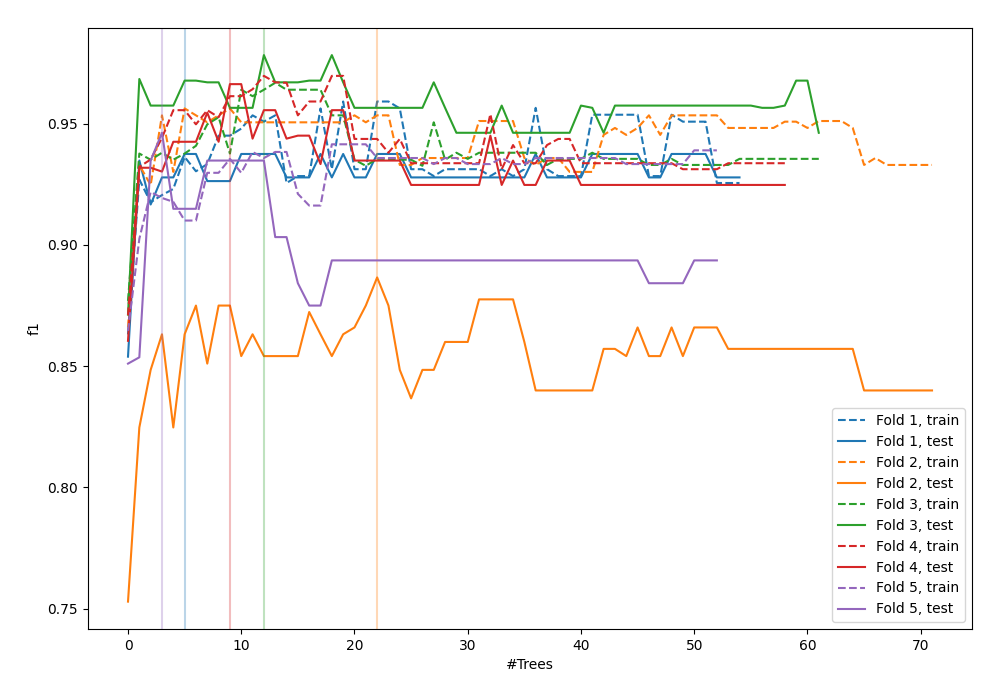 0.95
0.90
0.85
0.80
0.75
f1
0 10 20 30 40 50 60 70
#Trees
Fold 1, train
Fold 1, test
Fold 2, train
Fold 2, test
Fold 3, train
Fold 3, test
Fold 4, train
Fold 4, test
Fold 5, train
Fold 5, test